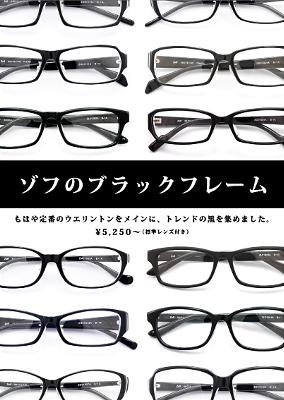 ゾフのブラックフレーム
もはや定番のウエリントンをメインに、トレンドの黒を集めました。
¥5,250〜（標準レンズ付き）